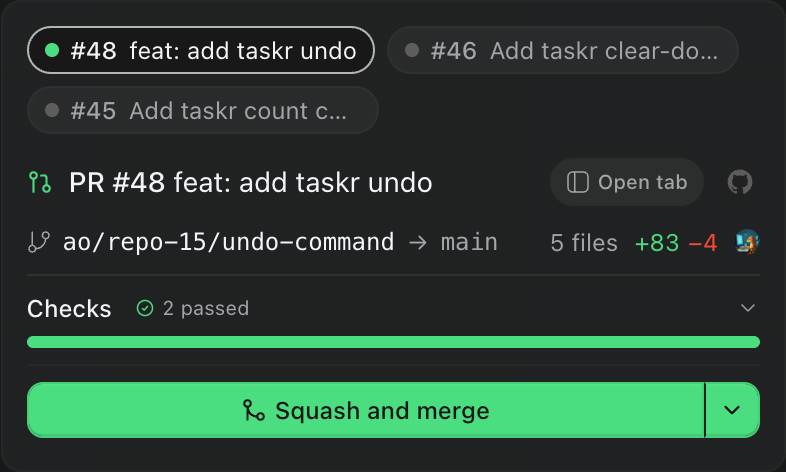 #48 feat: add taskr undo
#46 Add taskr clear-do...
#45 Add taskr count c...
PR #48 feat: add taskr undo
Open tab
ao/repo-15/undo-command → main
5 files +83 −4
Checks 2 passed
Squash and merge